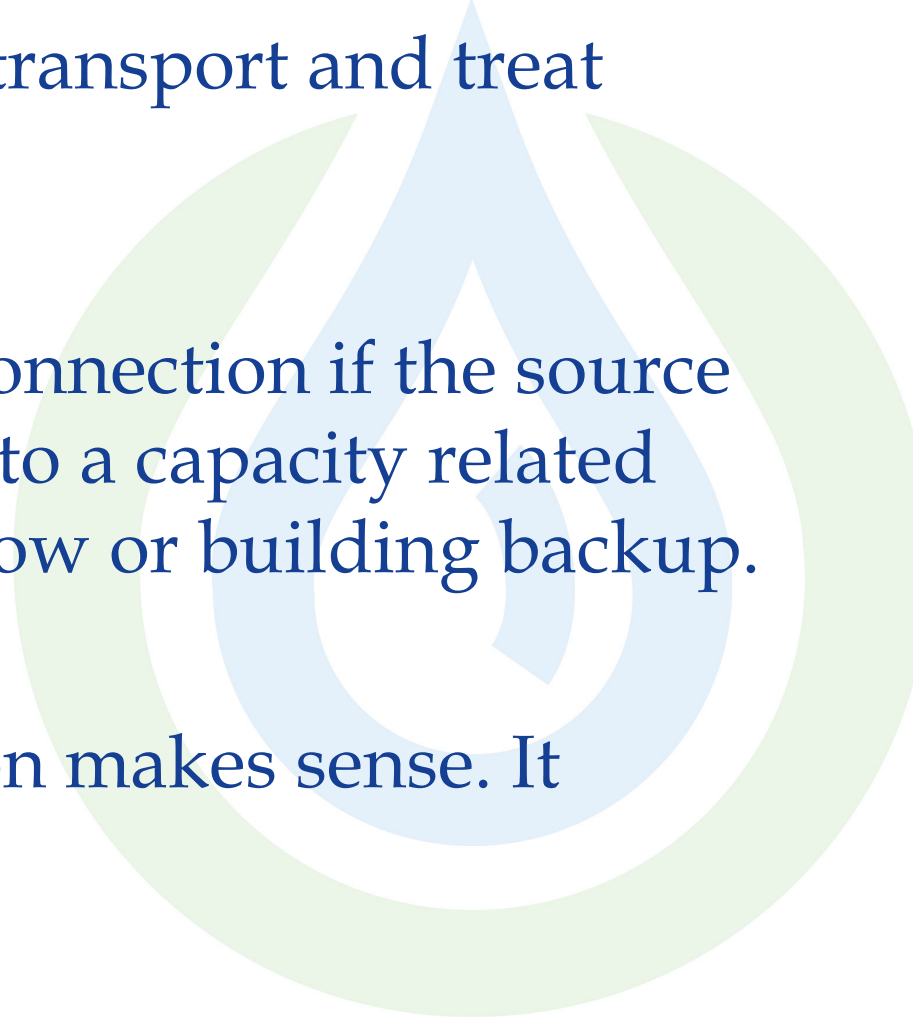 transport and treat
onnection if the source
to a capacity related
ow or building backup.
n makes sense. It